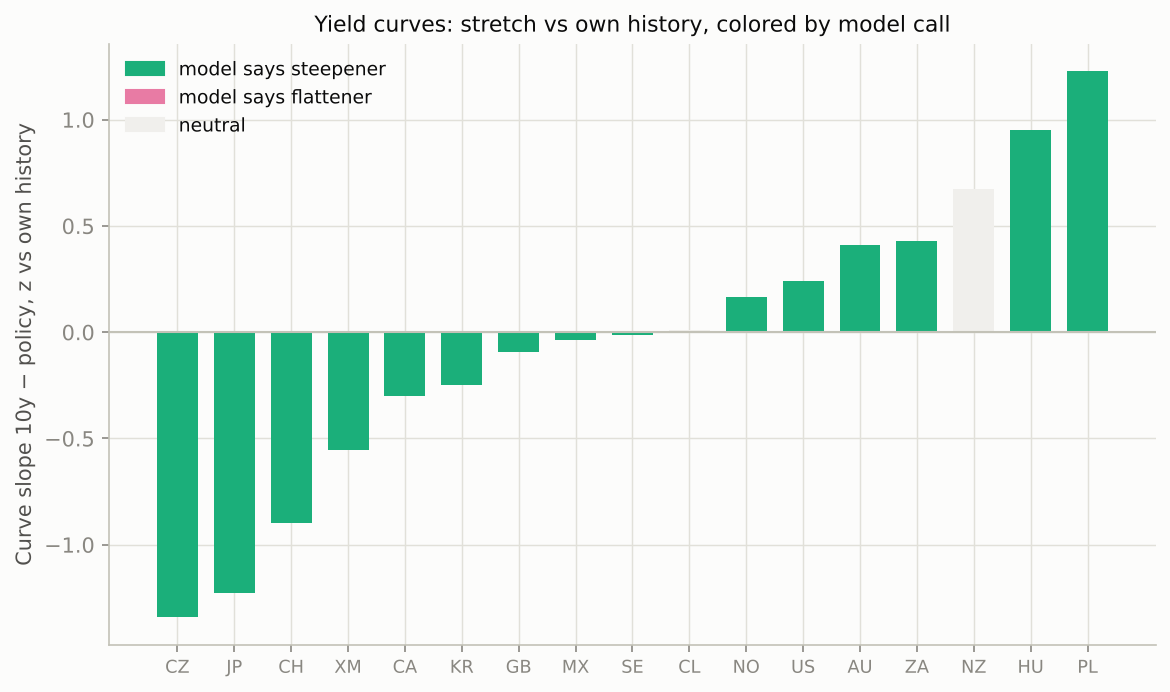 Yield curves: stretch vs own history, colored by model call
model says steepener
model says flattener
neutral
Curve slope 10y − policy, z vs own history
1.0
0.5
0.0
−0.5
−1.0
CZ JP CH XM CA KR GB MX SE CL NO US AU ZA NZ HU PL